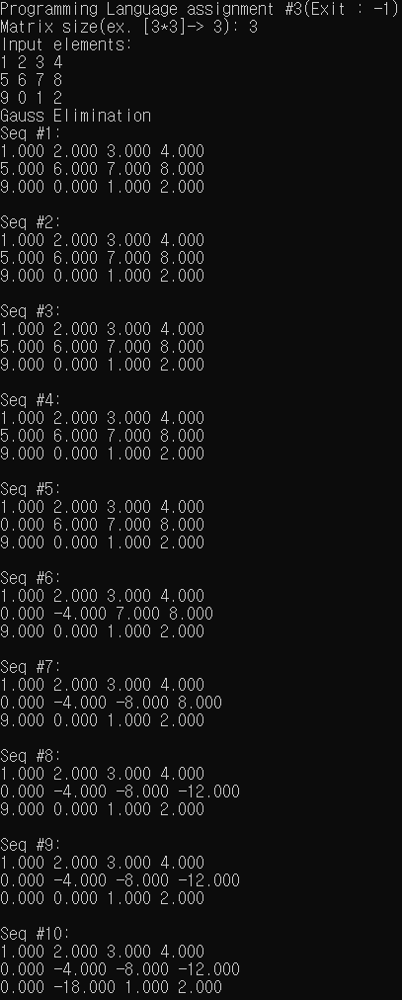 Programming Language assignment #3(Exit : -1)
Matrix size(ex. [3*3]-> 3): 3
Input elements:
1 2 3 4
5 6 7 8
9 0 1 2
Gauss Elimination
Seq #1:
1.000 2.000 3.000 4.000
5.000 6.000 7.000 8.000
9.000 0.000 1.000 2.000
Seq #2:
1.000 2.000 3.000 4.000
5.000 6.000 7.000 8.000
9.000 0.000 1.000 2.000
Seq #3:
1.000 2.000 3.000 4.000
5.000 6.000 7.000 8.000
9.000 0.000 1.000 2.000
Seq #4:
1.000 2.000 3.000 4.000
5.000 6.000 7.000 8.000
9.000 0.000 1.000 2.000
Seq #5:
1.000 2.000 3.000 4.000
0.000 6.000 7.000 8.000
9.000 0.000 1.000 2.000
Seq #6:
1.000 2.000 3.000 4.000
0.000 -4.000 7.000 8.000
9.000 0.000 1.000 2.000
Seq #7:
1.000 2.000 3.000 4.000
0.000 -4.000 -8.000 8.000
9.000 0.000 1.000 2.000
Seq #8:
1.000 2.000 3.000 4.000
0.000 -4.000 -8.000 -12.000
9.000 0.000 1.000 2.000
Seq #9:
1.000 2.000 3.000 4.000
0.000 -4.000 -8.000 -12.000
0.000 0.000 1.000 2.000
Seq #10:
1.000 2.000 3.000 4.000
0.000 -4.000 -8.000 -12.000
0.000 -18.000 1.000 2.000